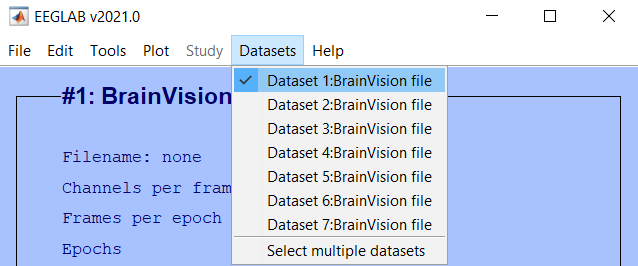 EEGLAB v2021.0
File Edit Tools Plot Study Datasets Help
#1: BrainVision
Filename: none
Channels per fram
Frames per epoch
Epochs
Dataset 1:BrainVision file
Dataset 2:BrainVision file
Dataset 3:BrainVision file
Dataset 4:BrainVision file
Dataset 5:BrainVision file
Dataset 6:BrainVision file
Dataset 7:BrainVision file
Select multiple datasets